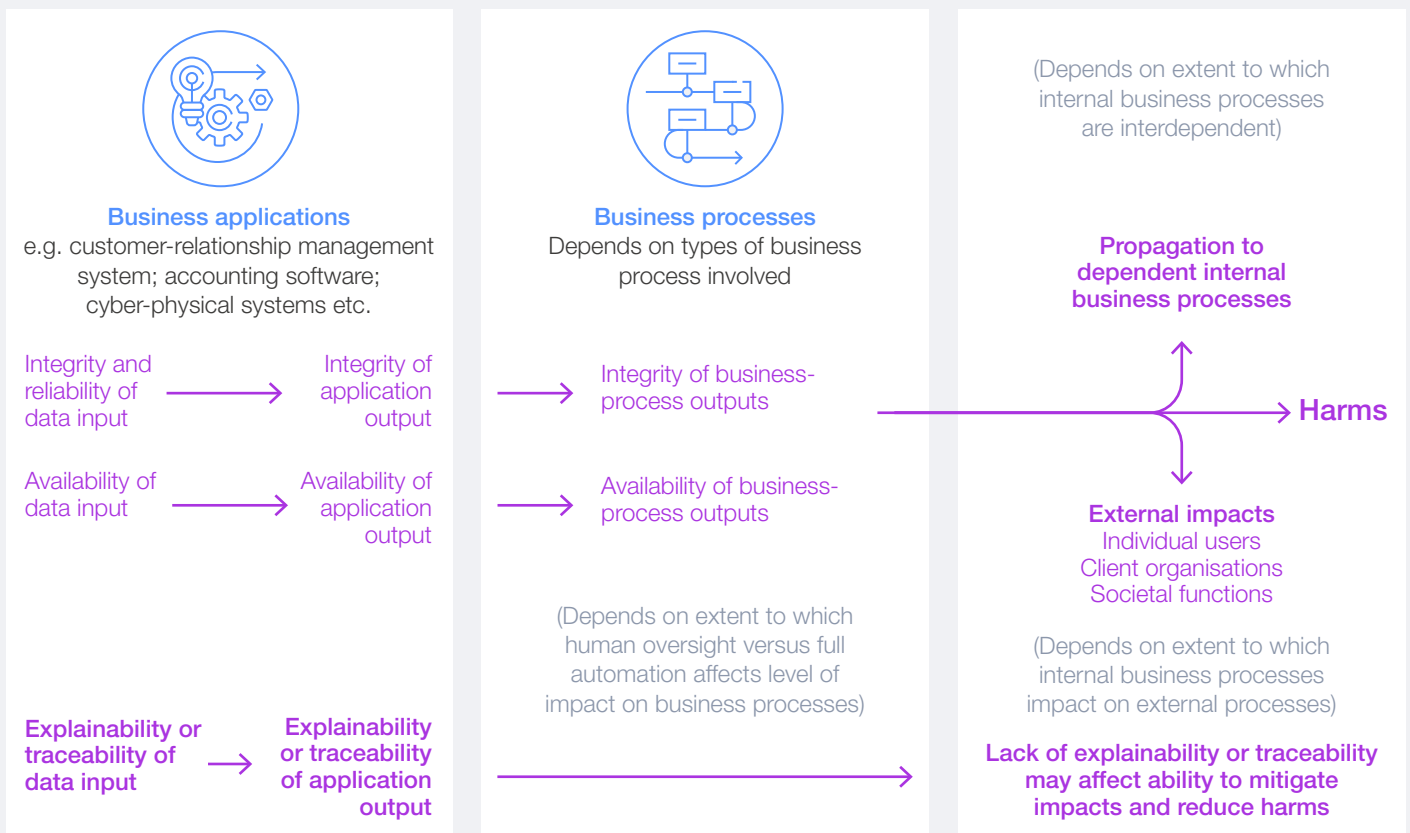 Business applications
e.g. customer-relationship management
system; accounting software;
cyber-physical systems etc.
Integrity and
reliability of
data input
Integrity of
application
output
Availability of
data input
Availability of
application
output
Explainability or
traceability of
data input
Explainability
or traceability
of application
output
Business processes
Depends on types of business
process involved
Integrity of business-
process outputs
Availability of business-
process outputs
(Depends on extent to which
human oversight versus full
automation affects level of
impact on business processes)
(Depends on extent to which
internal business processes
are interdependent)
Propagation to
dependent internal
business processes
Harms
External impacts
Individual users
Client organisations
Societal functions
(Depends on extent to which
internal business processes
impact on external processes)
Lack of explainability or traceability
may affect ability to mitigate
impacts and reduce harms